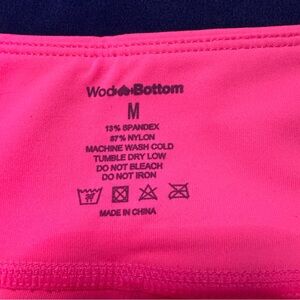 Wod Bottom
M
13% SPANDEX
87% NYLON
MACHINE WASH COLD
TUMBLE DRY LOW
DO NOT BLEACH
DO NOT IRON
MADE IN CHINA